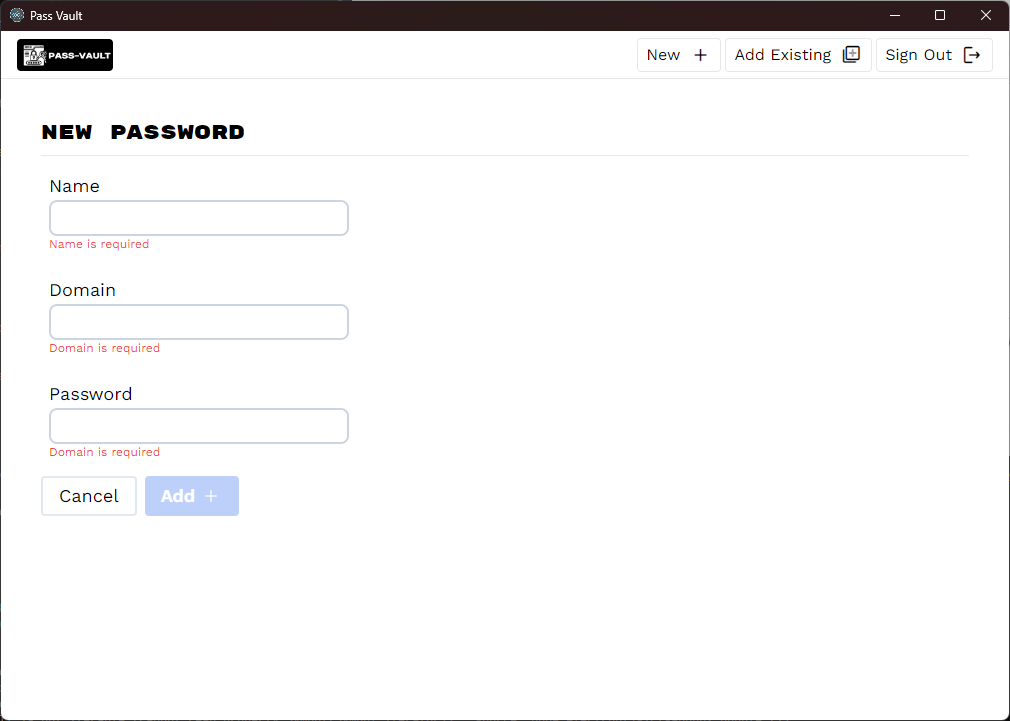 Pass Vault
PASS-VAULT
New
Add Existing
Sign Out
NEW PASSWORD
Name
Name is required
Domain
Domain is required
Password
Domain is required
Cancel
Add +